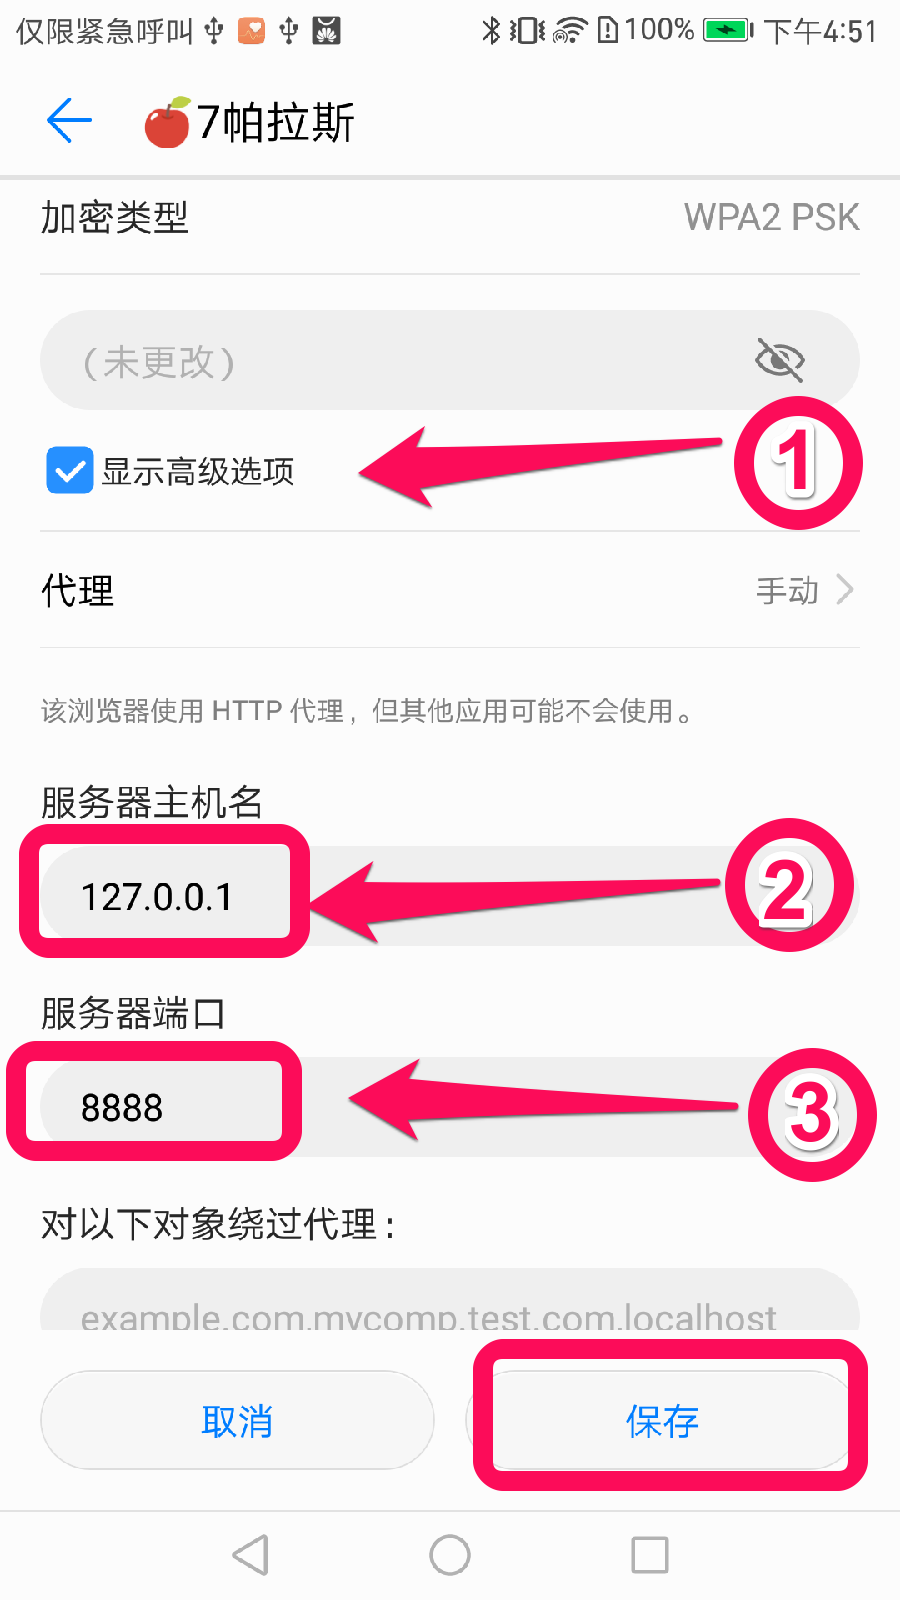 仅限紧急呼叫 100% 下午4:51
7帕拉斯
加密类型 WPA2 PSK
（未更改）
显示高级选项
1
代理 手动
该浏览器使用 HTTP 代理，但其他应用可能不会使用。
服务器主机名
127.0.0.1
2
服务器端口
8888
3
对以下对象绕过代理：
example.com,mycomp.test.com,localhost
取消 保存